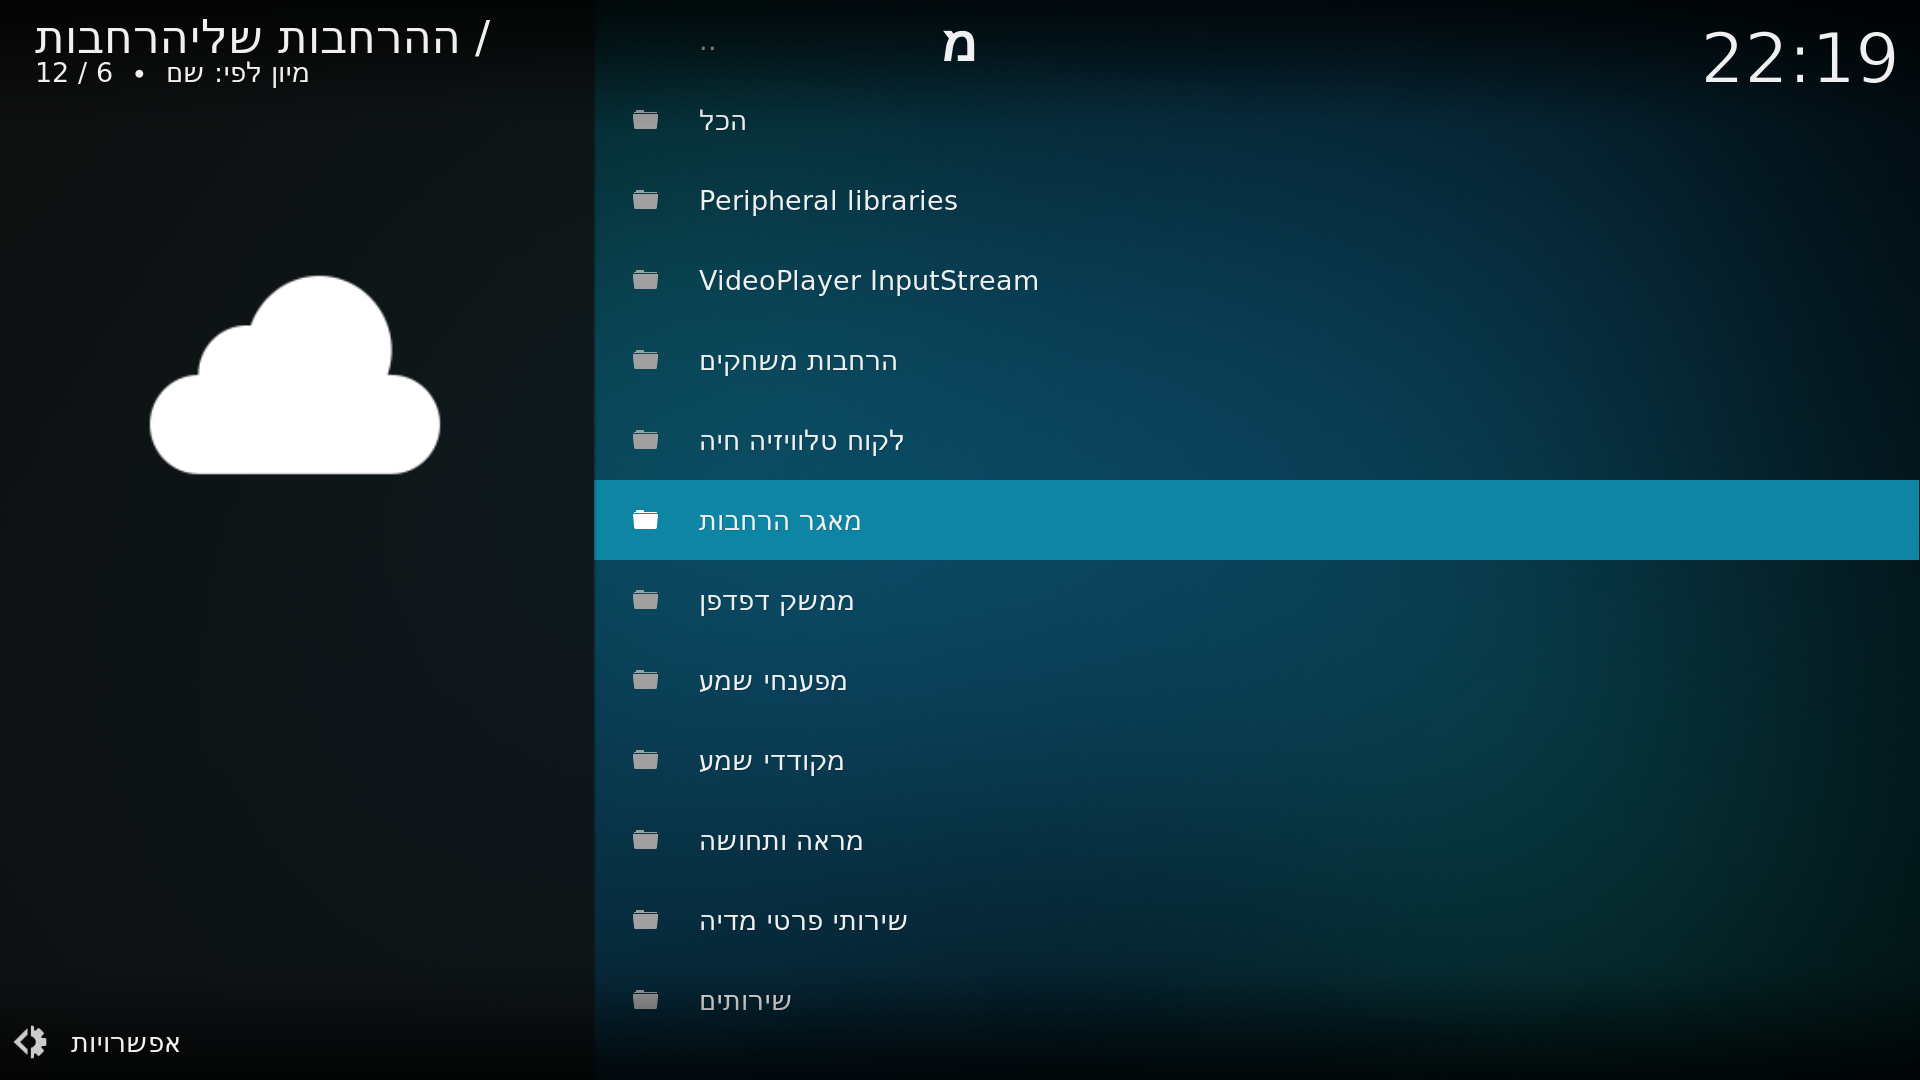 הרחבות / ההרחבות שלי
מיון לפי: שם • 6 / 12
..
מ
22:19
הכל
Peripheral libraries
VideoPlayer InputStream
הרחבות משחקים
לקוח טלוויזיה חיה
מאגר הרחבות
ממשק דפדפן
מפענחי שמע
מקודדי שמע
מראה ותחושה
שירותי פרטי מדיה
שירותים
אפשרויות